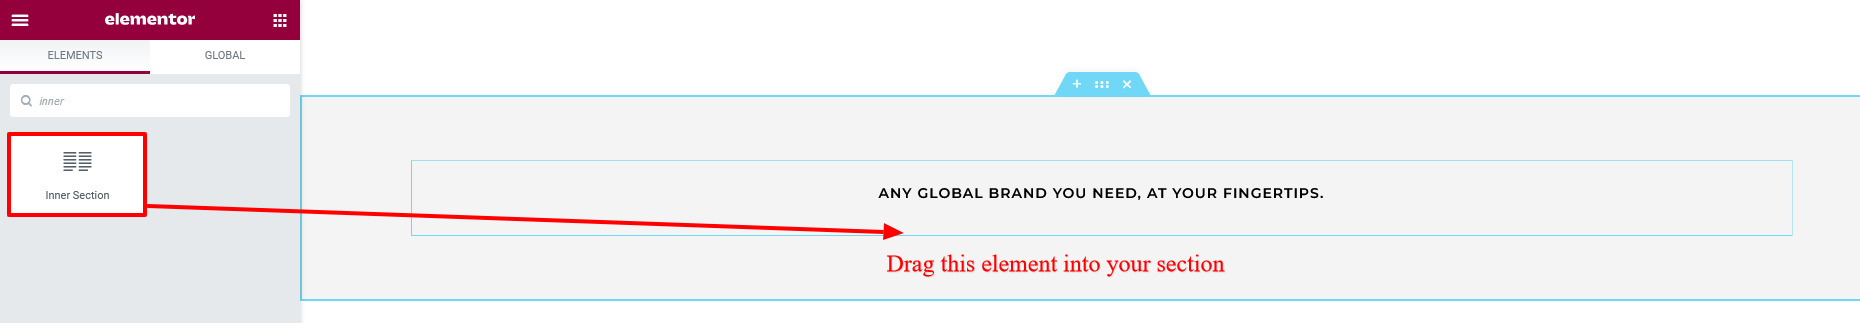 elementor
ELEMENTS GLOBAL
inner
Inner Section
ANY GLOBAL BRAND YOU NEED, AT YOUR FINGERTIPS.
Drag this element into your section